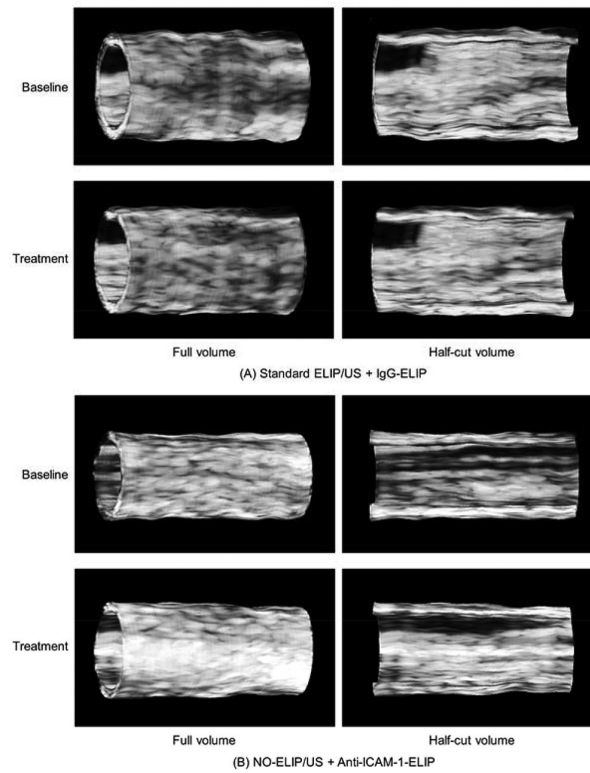 Baseline
Treatment
Full volume
Half-cut volume
(A) Standard ELIP/US + IgG-ELIP
Baseline
Treatment
Full volume
Half-cut volume
(B) NO-ELIP/US + Anti-ICAM-1-ELIP